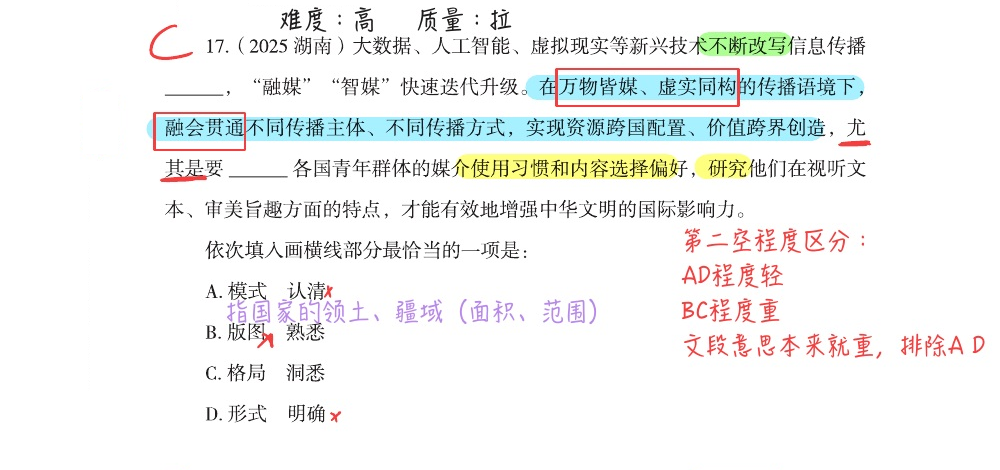 难度：高 质量：拉
C 17.（2025 湖南）大数据、人工智能、虚拟现实等新兴技术不断改写信息传播
______，“融媒”“智媒”快速迭代升级。在万物皆媒、虚实同构的传播语境下，
融会贯通不同传播主体、不同传播方式，实现资源跨国配置、价值跨界创造，尤
其是要 ______ 各国青年群体的媒介使用习惯和内容选择偏好，研究他们在视听文
本、审美旨趣方面的特点，才能有效地增强中华文明的国际影响力。
依次填入画横线部分最恰当的一项是：
A. 模式 认清
指国家的领土、疆域（面积、范围）
B. 版图 熟悉
C. 格局 洞悉
D. 形式 明确
第二空程度区分：
AD程度轻
BC程度重
文段意思本来就重，排除AD